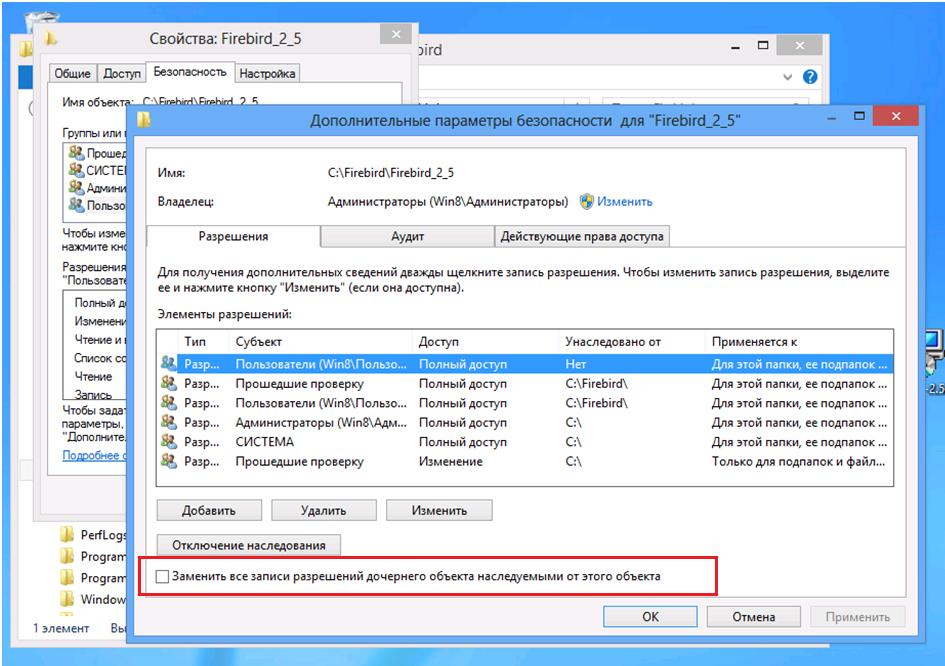 Свойства: Firebird_2_5
bird
Общие Доступ Безопасность Настройка
Имя объекта: C:\Firebird\Firebird_2_5
Группы или
СИСТЕ
Админи
Пользо
Чтобы изме
нажмите кно
Разрешения
"Пользовате
Полный д
Изменени
Чтение и
Список со
Чтение
Запись
Чтобы зада
параметры,
"Дополните
Подробнее с
Дополнительные параметры безопасности для "Firebird_2_5"
Имя: C:\Firebird\Firebird_2_5
Владелец: Администраторы (Win8\Администраторы) Изменить
Разрешения Аудит Действующие права доступа
Для получения дополнительных сведений дважды щелкните запись разрешения. Чтобы изменить запись разрешения, выделите
ее и нажмите кнопку "Изменить" (если она доступна).
Элементы разрешений:
Тип Субъект Доступ Унаследовано от Применяется к
Разр... Пользователи (Win8\Пользо... Полный доступ Нет Для этой папки, ее подпапок ...
Разр... Прошедшие проверку Полный доступ C:\Firebird\ Для этой папки, ее подпапок ...
Разр... Пользователи (Win8\Пользо... Полный доступ C:\Firebird\ Для этой папки, ее подпапок ...
Разр... Администраторы (Win8\Адм... Полный доступ C:\ Для этой папки, ее подпапок ...
Разр... СИСТЕМА Полный доступ C:\ Для этой папки, ее подпапок ...
Разр... Прошедшие проверку Изменение C:\ Только для подпапок и файл...
Добавить Удалить Изменить
Отключение наследования
Заменить все записи разрешений дочернего объекта наследуемыми от этого объекта
OK Отмена Применить
PerfLogs
Program
Program
Window
1 элемент Вы
-2.5